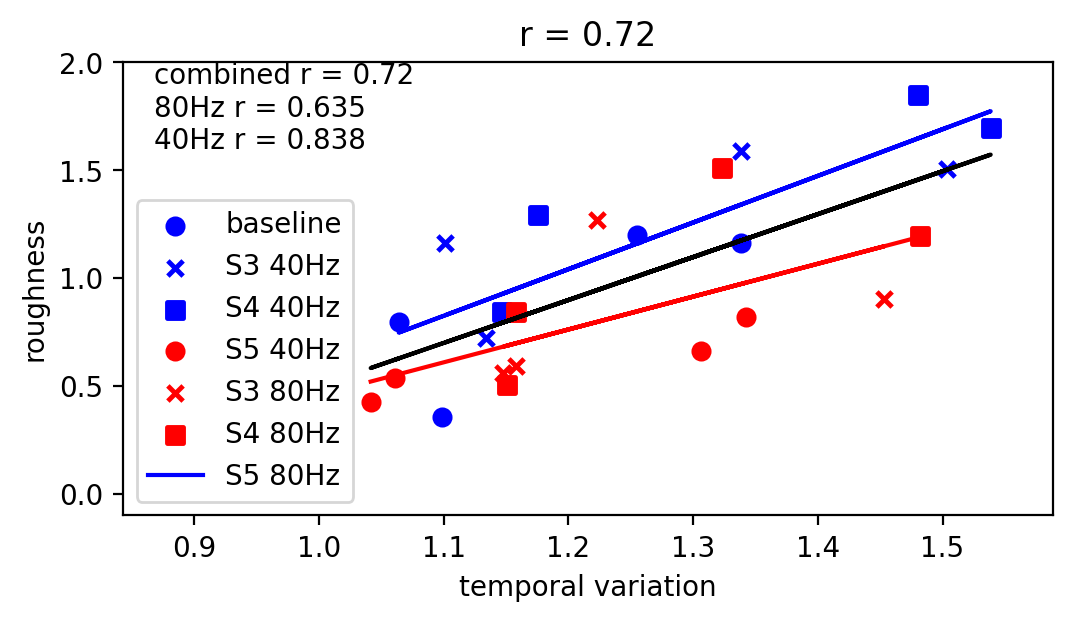 r = 0.72
combined r = 0.72
80Hz r = 0.635
40Hz r = 0.838
baseline
S3 40Hz
S4 40Hz
S5 40Hz
S3 80Hz
S4 80Hz
S5 80Hz
roughness
2.0
1.5
1.0
0.5
0.0
0.9 1.0 1.1 1.2 1.3 1.4 1.5
temporal variation